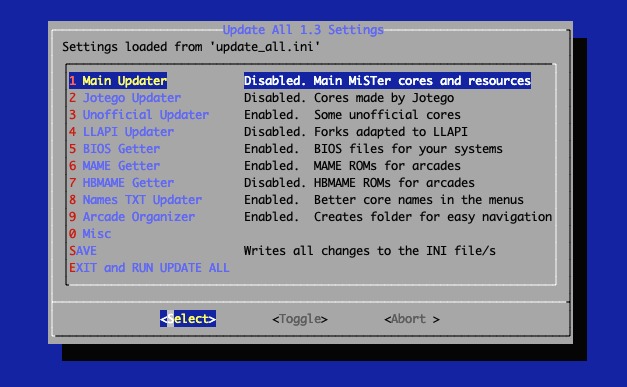 Update All 1.3 Settings
Settings loaded from 'update_all.ini'
1 Main Updater Disabled. Main MiSTer cores and resources
2 Jotego Updater Disabled. Cores made by Jotego
3 Unofficial Updater Enabled. Some unofficial cores
4 LLAPI Updater Disabled. Forks adapted to LLAPI
5 BIOS Getter Enabled. BIOS files for your systems
6 MAME Getter Enabled. MAME ROMs for arcades
7 HBMAME Getter Disabled. HBMAME ROMs for arcades
8 Names TXT Updater Enabled. Better core names in the menus
9 Arcade Organizer Enabled. Creates folder for easy navigation
0 Misc
SAVE Writes all changes to the INI file/s
EXIT and RUN UPDATE ALL
<Select> <Toggle> <Abort >